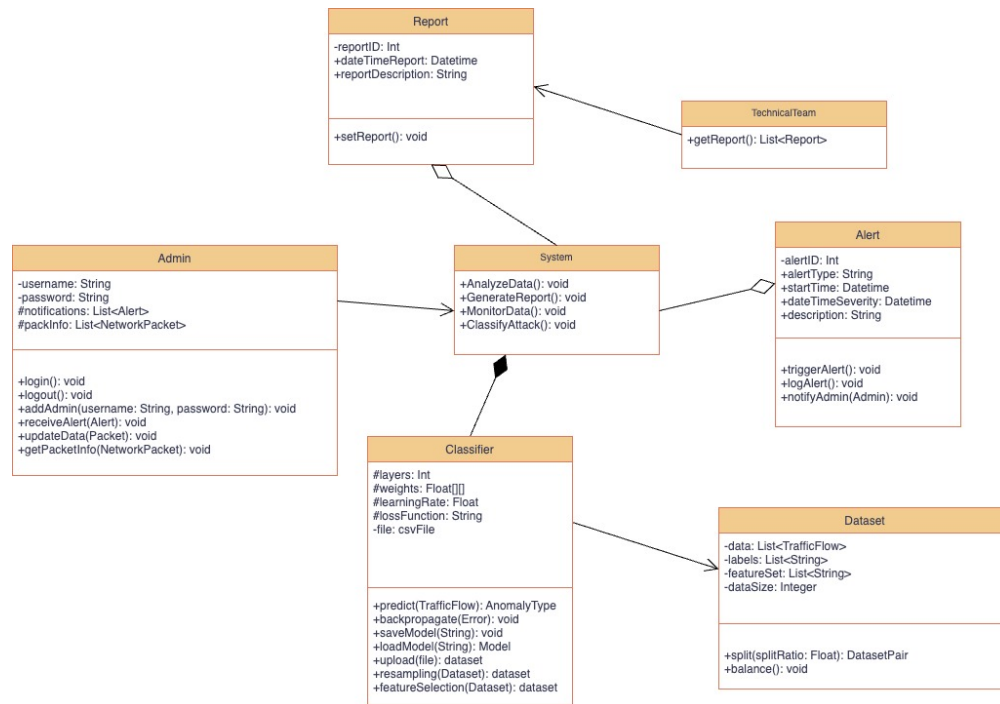 Report
-reportID: Int
+dateTimeReport: Datetime
+reportDescription: String
+setReport(): void
TechnicalTeam
+getReport(): List<Report>
Admin
-username: String
-password: String
#notifications: List<Alert>
#packInfo: List<NetworkPacket>
+login(): void
+logout(): void
+addAdmin(username: String, password: String): void
+receiveAlert(Alert): void
+updateData(Packet): void
+getPacketInfo(NetworkPacket): void
System
+AnalyzeData(): void
+GenerateReport(): void
+MonitorData(): void
+ClassifyAttack(): void
Alert
-alertID: Int
+alertType: String
+startTime: Datetime
+dateTimeSeverity: Datetime
+description: String
+triggerAlert(): void
+logAlert(): void
+notifyAdmin(Admin): void
Classifier
#layers: Int
#weights: Float[][]
#learningRate: Float
#lossFunction: String
-file: csvFile
+predict(TrafficFlow): AnomalyType
+backpropagate(Error): void
+saveModel(String): void
+loadModel(String): Model
+upload(file): dataset
+resampling(Dataset): dataset
+featureSelection(Dataset): dataset
Dataset
-data: List<TrafficFlow>
-labels: List<String>
-featureSet: List<String>
-dataSize: Integer
+split(splitRatio: Float): DatasetPair
+balance(): void